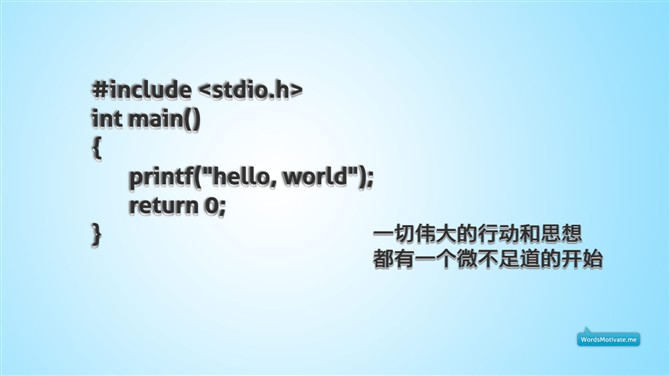 #include <stdio.h>
int main()
{
printf("hello, world");
return 0;
}
一切伟大的行动和思想
都有一个微不足道的开始
WordsMotivate.me